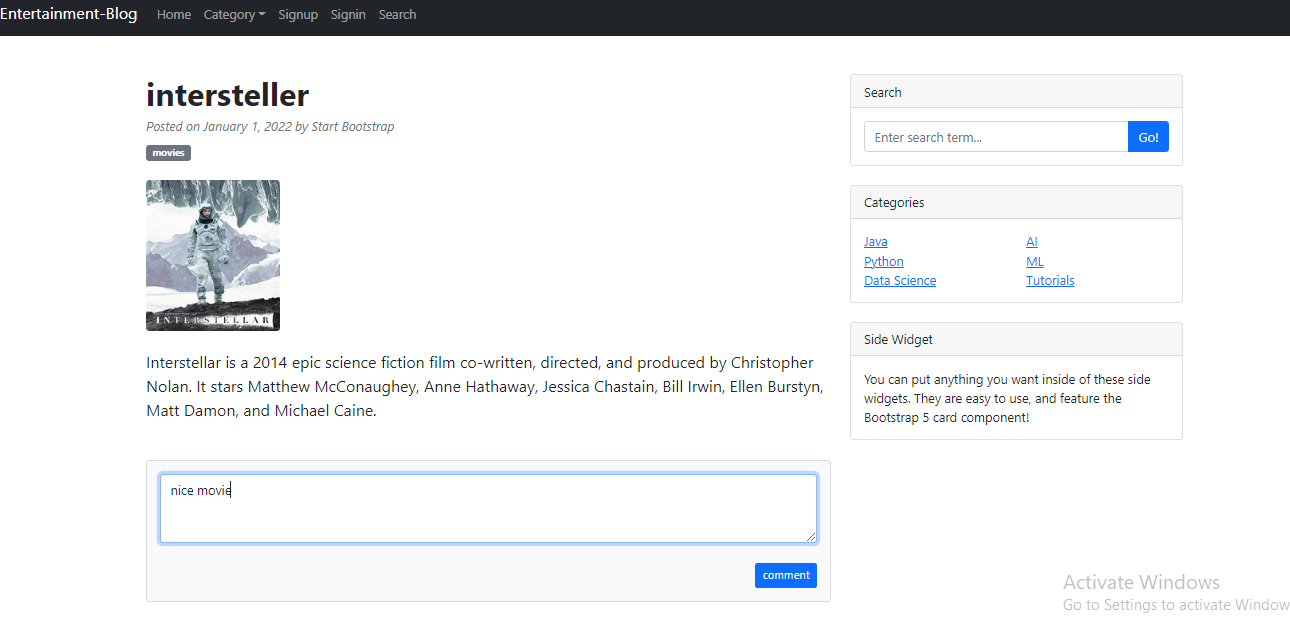 Entertainment-Blog Home Category Signup Signin Search
intersteller
Posted on January 1, 2022 by Start Bootstrap
movies
INTERSTELLAR
Interstellar is a 2014 epic science fiction film co-written, directed, and produced by Christopher
Nolan. It stars Matthew McConaughey, Anne Hathaway, Jessica Chastain, Bill Irwin, Ellen Burstyn,
Matt Damon, and Michael Caine.
nice movie
comment
Search
Enter search term...
Go!
Categories
Java
Python
Data Science
AI
ML
Tutorials
Side Widget
You can put anything you want inside of these side
widgets. They are easy to use, and feature the
Bootstrap 5 card component!
Activate Windows
Go to Settings to activate Window